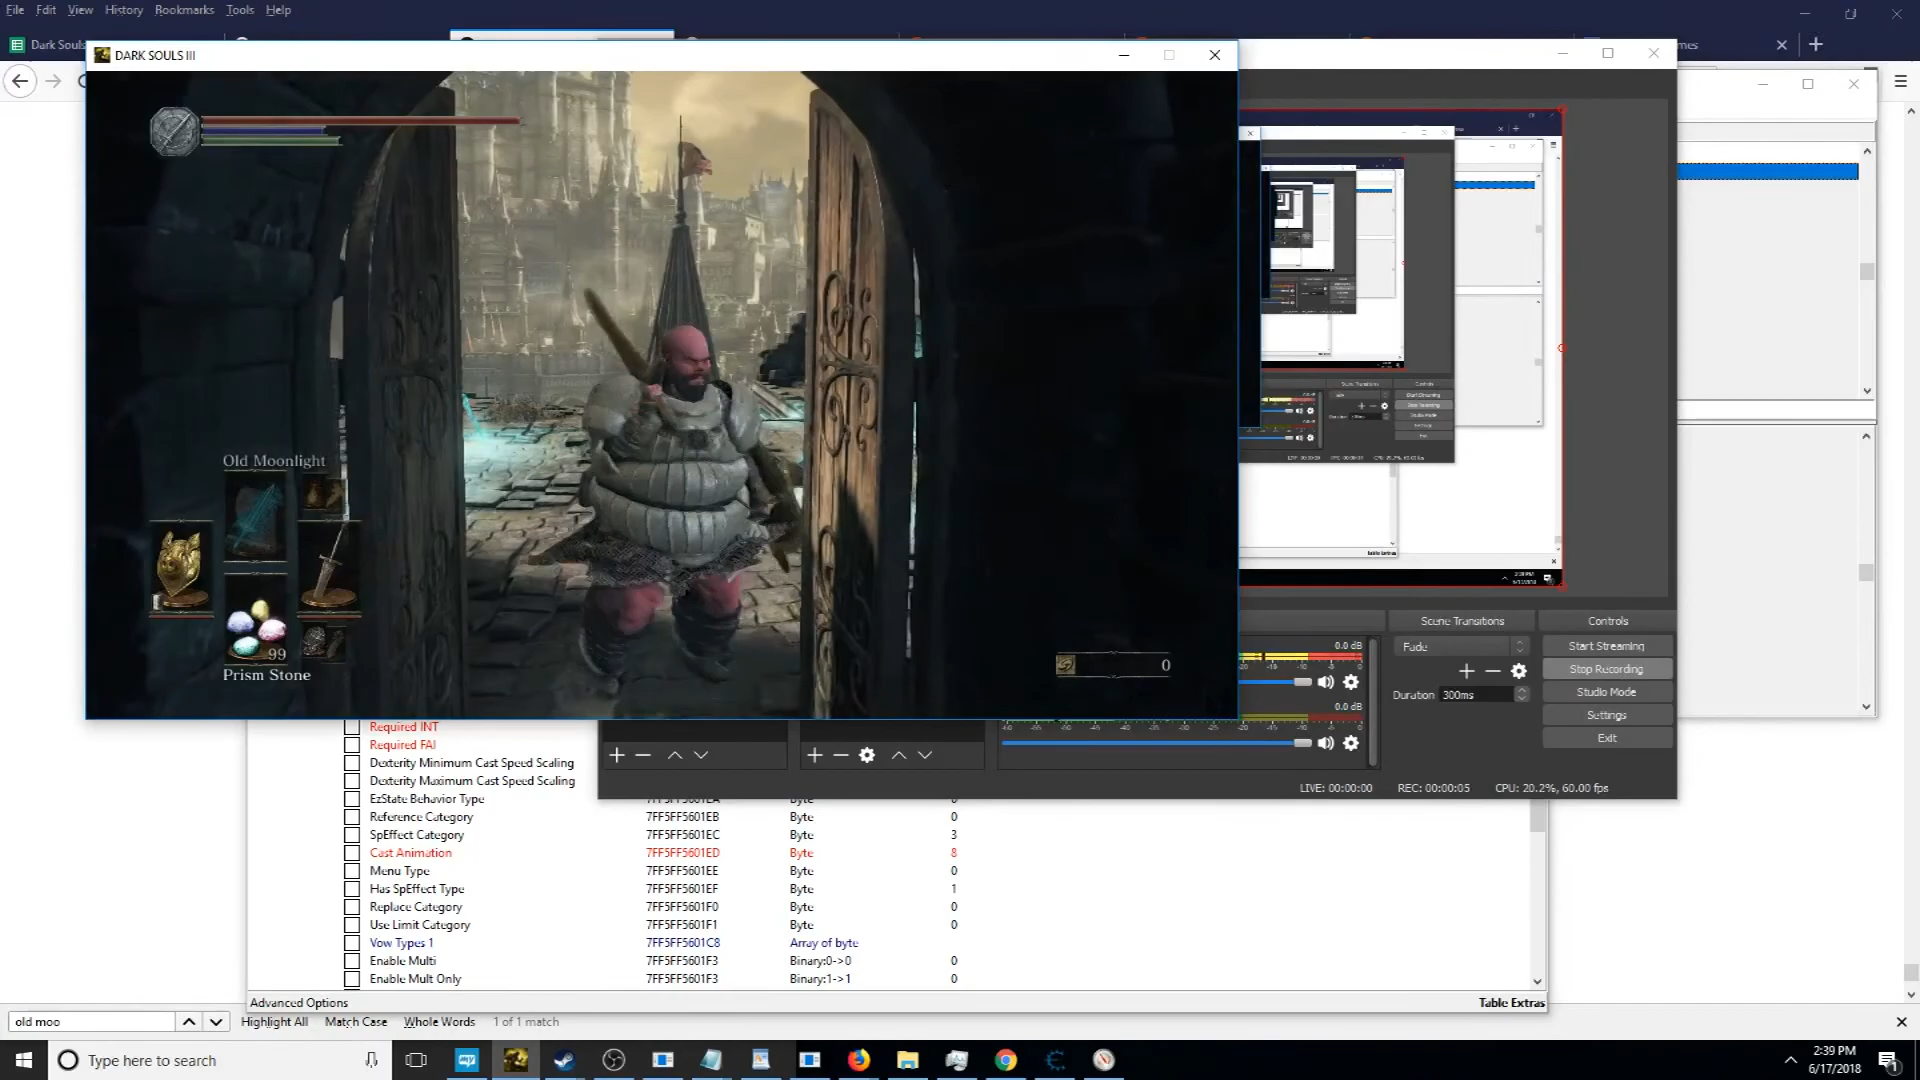 File Edit View History Bookmarks Tools Help
Dark Souls
mes
DARK SOULS III
Old Moonlight
99
Prism Stone
0
0.0 dB
0.0 dB
Scene Transitions
Fade
Duration 300ms
Controls
Start Streaming
Stop Recording
Studio Mode
Settings
Exit
LIVE: 00:00:00 REC: 00:00:05 CPU: 20.2%, 60.00 fps
Required INT
Required FAI
Dexterity Minimum Cast Speed Scaling
Dexterity Maximum Cast Speed Scaling
EzState Behavior Type 7FF5FF5601EA Byte 0
Reference Category 7FF5FF5601EB Byte 0
SpEffect Category 7FF5FF5601EC Byte 3
Cast Animation 7FF5FF5601ED Byte 8
Menu Type 7FF5FF5601EE Byte 0
Has SpEffect Type 7FF5FF5601EF Byte 1
Replace Category 7FF5FF5601F0 Byte 0
Use Limit Category 7FF5FF5601F1 Byte 0
Vow Types 1 7FF5FF5601C8 Array of byte
Enable Multi 7FF5FF5601F3 Binary:0->0 0
Enable Mult Only 7FF5FF5601F3 Binary:1->1 0
Advanced Options Table Extras
old moo Highlight All Match Case Whole Words 1 of 1 match
Type here to search
2:39 PM
6/17/2018